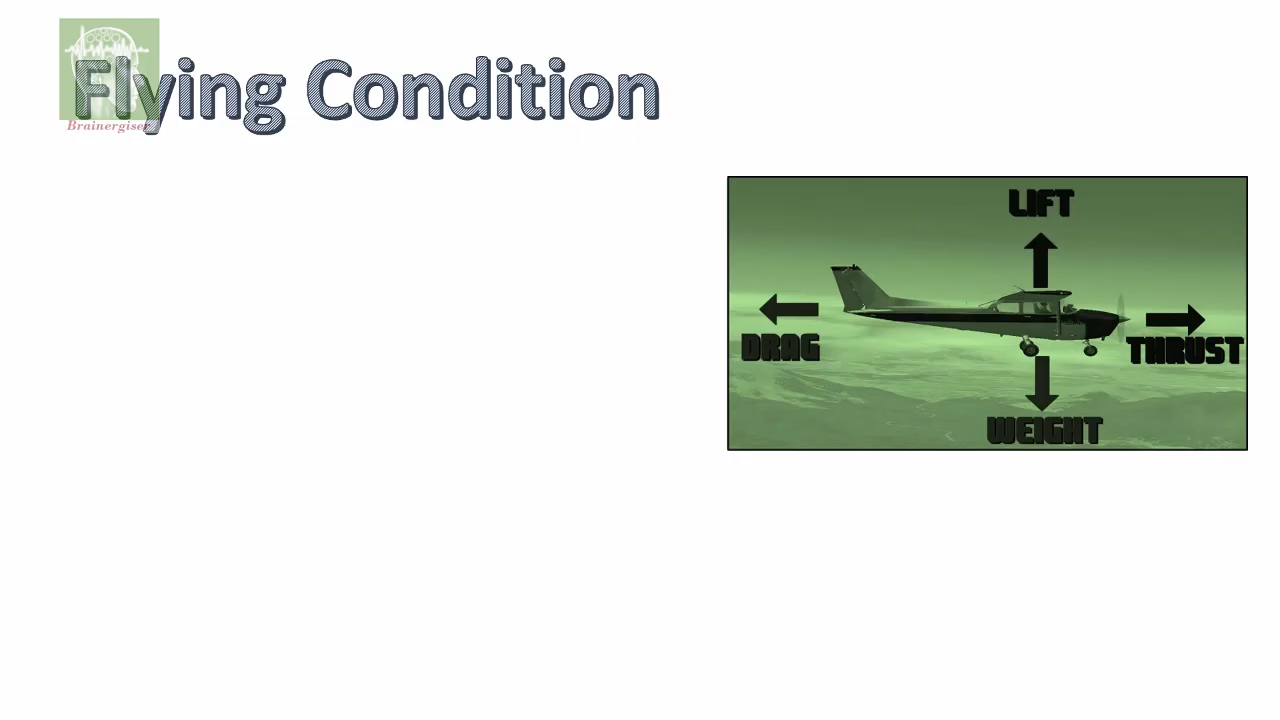 Flying Condition
Brainergiser
LIFT
DRAG
THRUST
WEIGHT